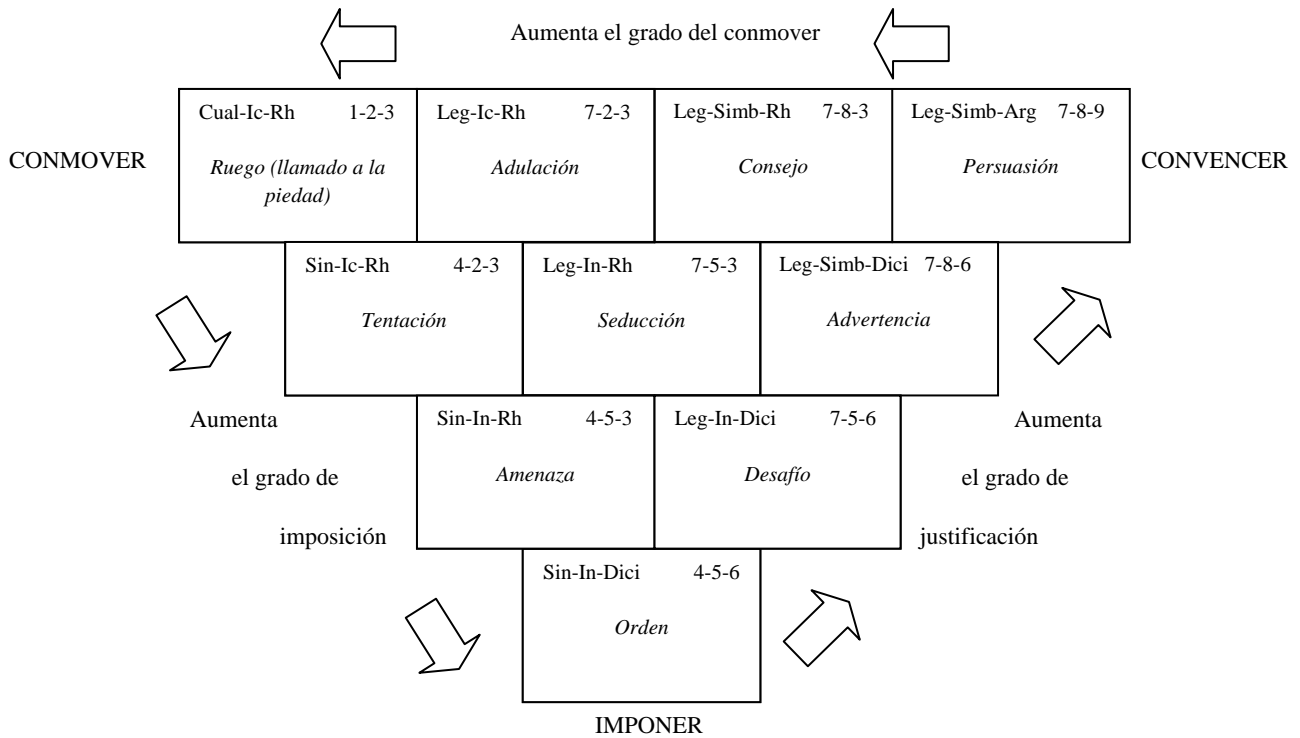 Aumenta el grado del conmover
Cual-Ic-Rh 1-2-3
Ruego (llamado a la
piedad)
Leg-Ic-Rh 7-2-3
Adulación
Leg-Simb-Rh 7-8-3
Consejo
Leg-Simb-Arg 7-8-9
Persuasión
CONMOVER
CONVENCER
Sin-Ic-Rh 4-2-3
Tentación
Leg-In-Rh 7-5-3
Seducción
Leg-Simb-Dici 7-8-6
Advertencia
Aumenta
el grado de
imposición
Sin-In-Rh 4-5-3
Amenaza
Leg-In-Dici 7-5-6
Desafío
Aumenta
el grado de
justificación
Sin-In-Dici 4-5-6
Orden
IMPONER